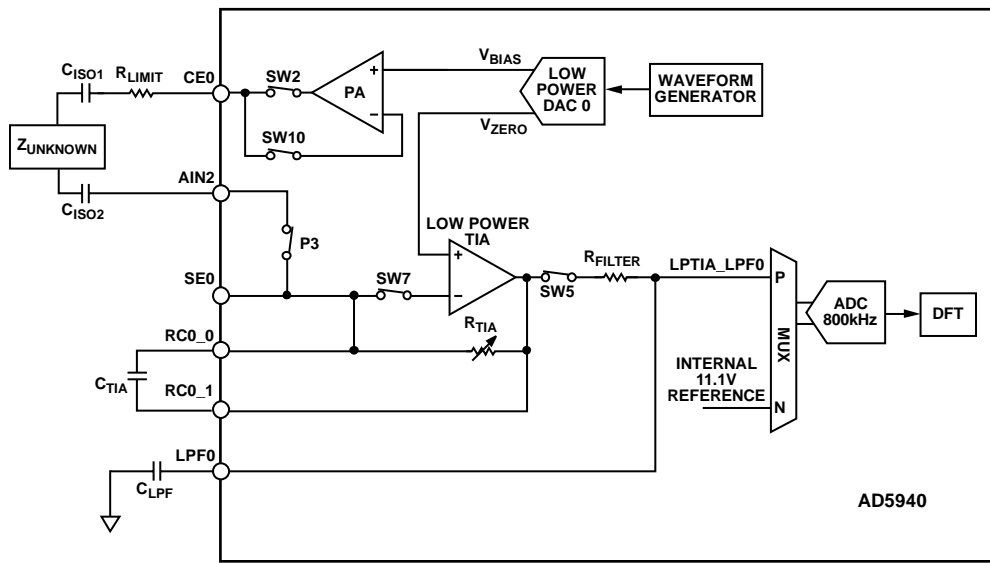 CISO1
RLIMIT
CE0
SW2
PA
+
−
SW10
VBIAS
VZERO
LOW
POWER
DAC 0
WAVEFORM
GENERATOR
ZUNKNOWN
CISO2
AIN2
P3
SE0
SW7
LOW POWER
TIA
+
−
SW5
RFILTER
LPTIA_LPF0
P
MUX
N
ADC
800kHz
DFT
RTIA
RC0_0
CTIA
RC0_1
INTERNAL
11.1V
REFERENCE
LPF0
CLPF
AD5940